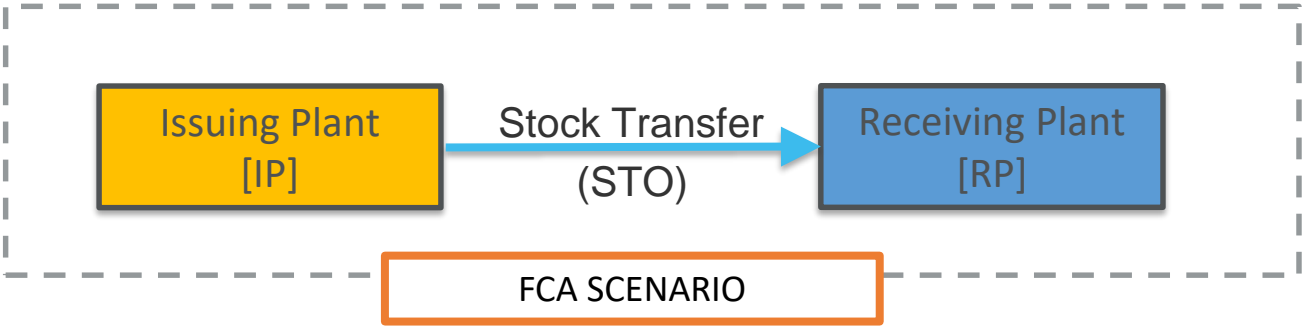 Issuing Plant
[IP]
Stock Transfer
(STO)
Receiving Plant
[RP]
FCA SCENARIO